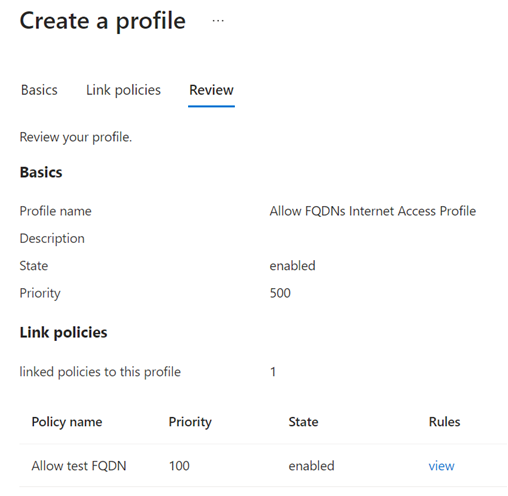 Create a profile ...
Basics Link policies Review
Review your profile.
Basics
Profile name Allow FQDNs Internet Access Profile
Description
State enabled
Priority 500
Link policies
linked policies to this profile 1
Policy name Priority State Rules
Allow test FQDN 100 enabled view